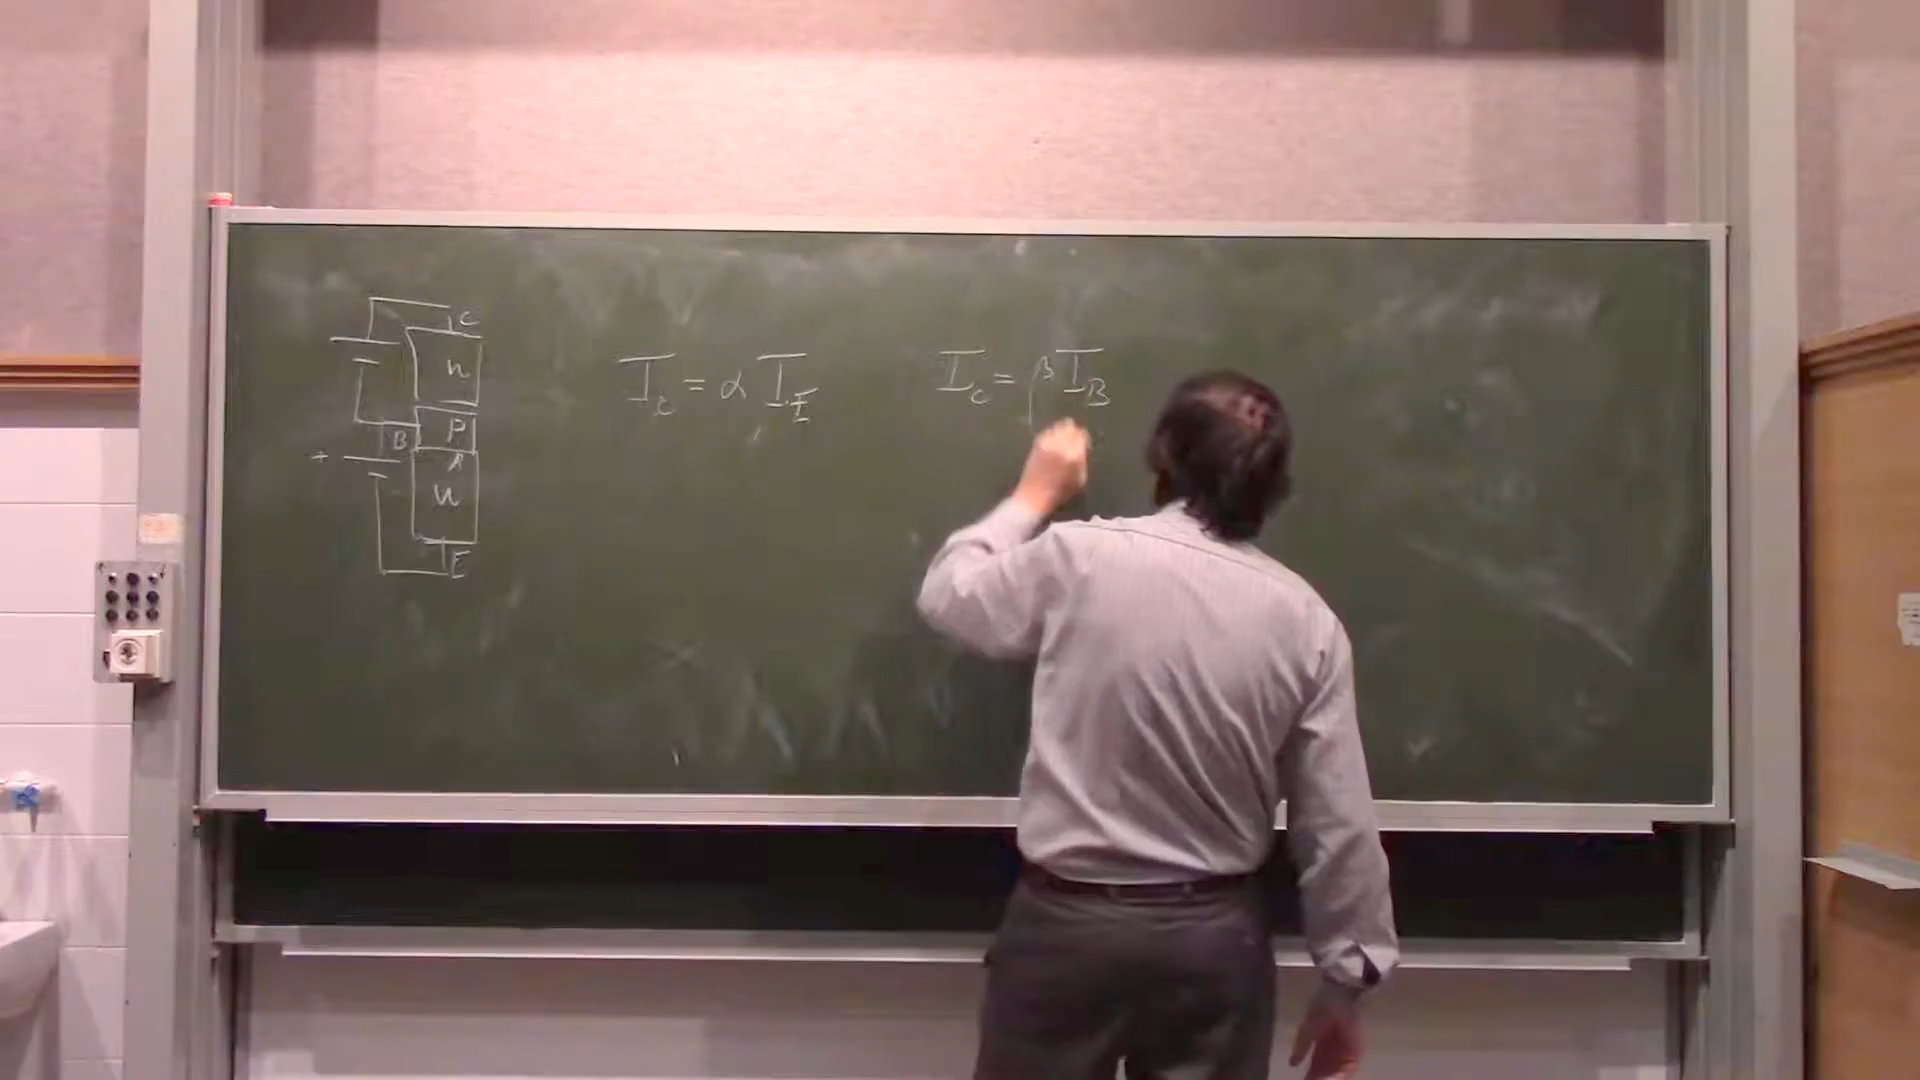 C
n
I_c = α I_E
I_c = β I_B
B
p
+
n
E